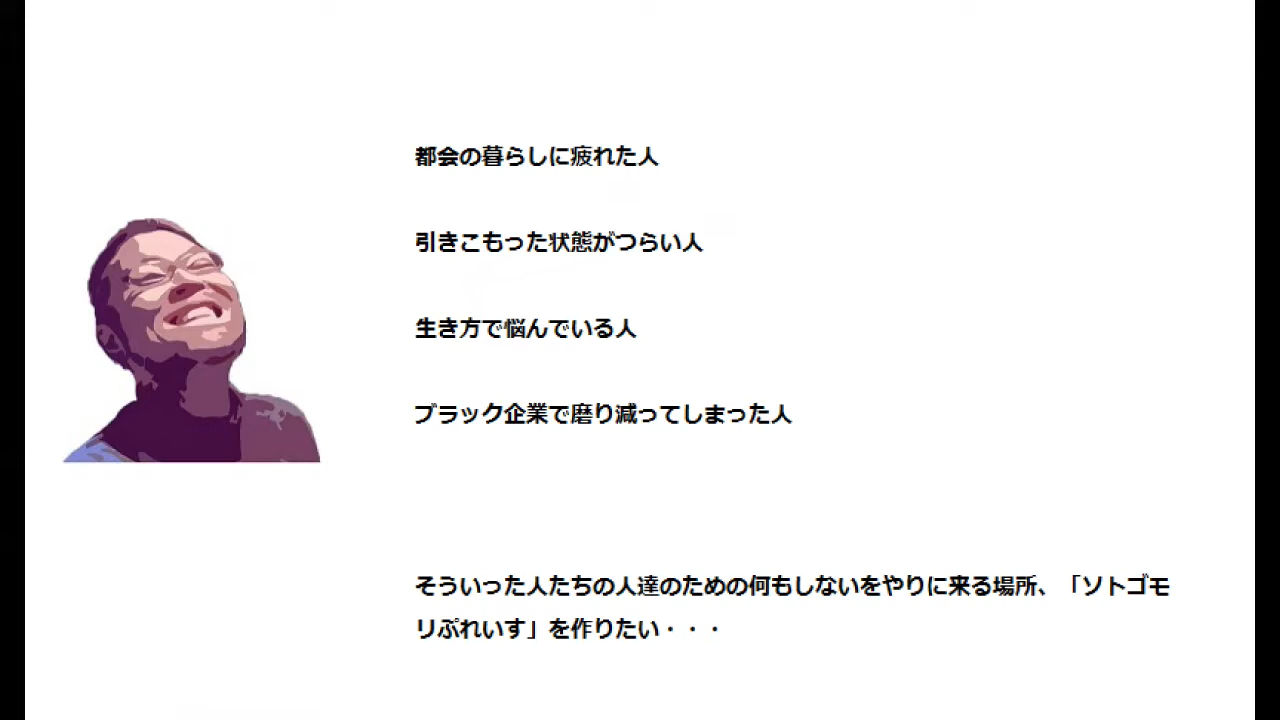 都会の暮らしに疲れた人
引きこもった状態がつらい人
生き方で悩んでいる人
ブラック企業で磨り減ってしまった人
そういった人たちの人達のための何もしないをやりに来る場所、「ソトゴモ
リぷれいす」を作りたい・・・